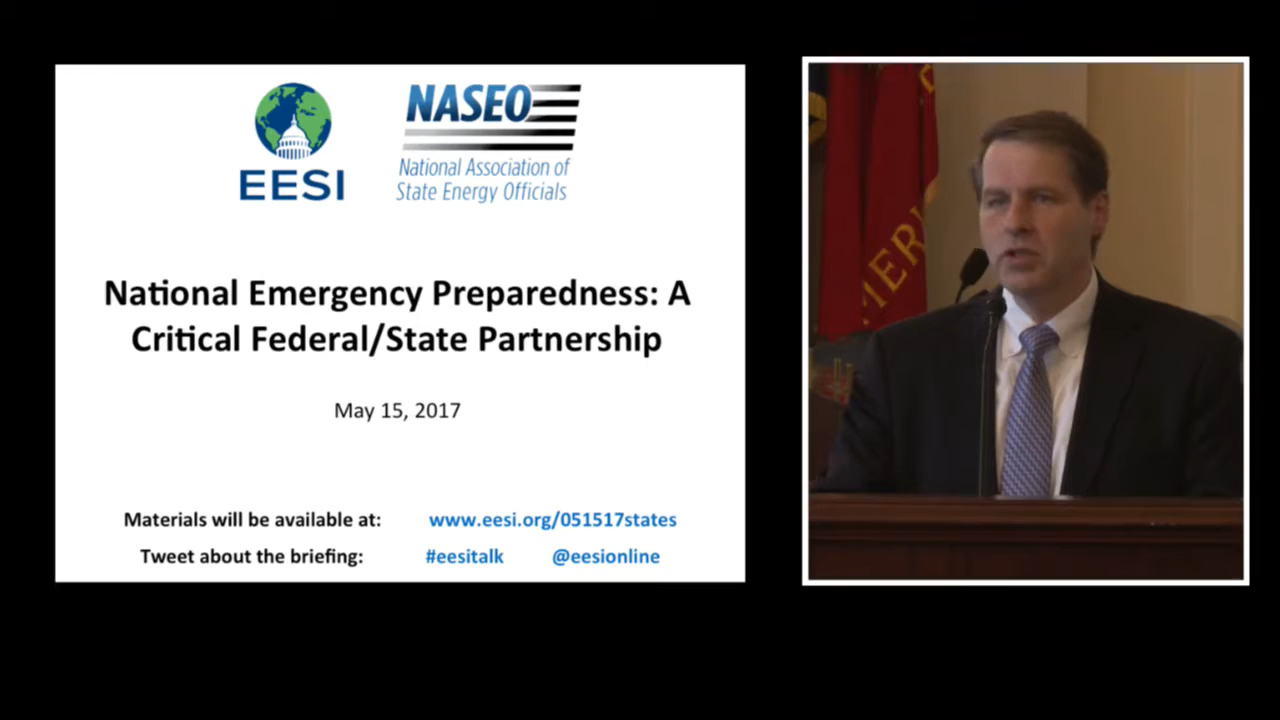 EESI
NASEO
National Association of
State Energy Officials
National Emergency Preparedness: A
Critical Federal/State Partnership
May 15, 2017
Materials will be available at: www.eesi.org/051517states
Tweet about the briefing: #eesitalk @eesionline
MERI